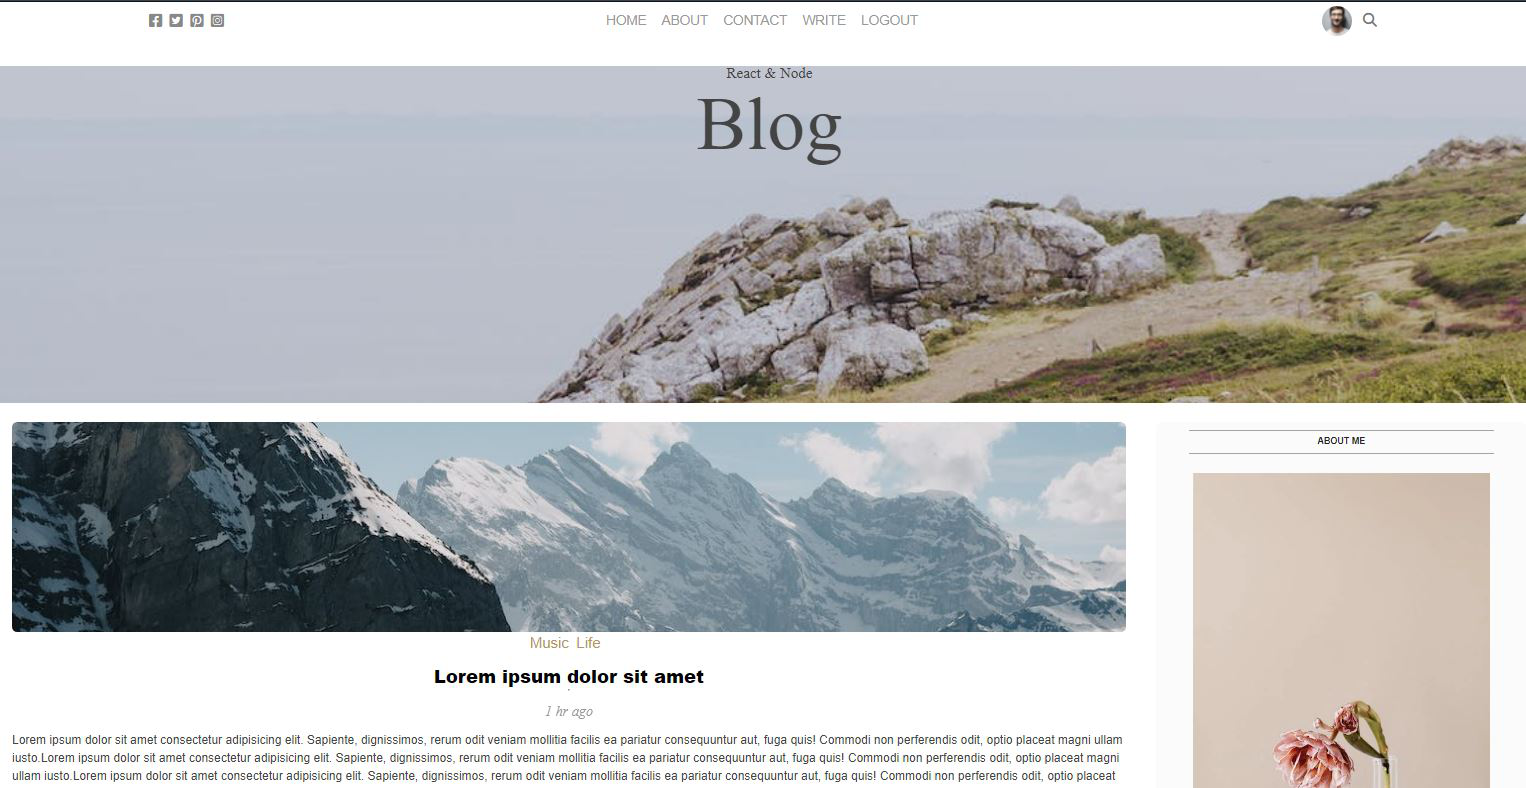 HOME ABOUT CONTACT WRITE LOGOUT
React & Node
Blog
ABOUT ME
Music Life
Lorem ipsum dolor sit amet
1 hr ago
Lorem ipsum dolor sit amet consectetur adipisicing elit. Sapiente, dignissimos, rerum odit veniam mollitia facilis ea pariatur consequuntur aut, fuga quis! Commodi non perferendis odit, optio placeat magni ullam
iusto.Lorem ipsum dolor sit amet consectetur adipisicing elit. Sapiente, dignissimos, rerum odit veniam mollitia facilis ea pariatur consequuntur aut, fuga quis! Commodi non perferendis odit, optio placeat magni
ullam iusto.Lorem ipsum dolor sit amet consectetur adipisicing elit. Sapiente, dignissimos, rerum odit veniam mollitia facilis ea pariatur consequuntur aut, fuga quis! Commodi non perferendis odit, optio placeat